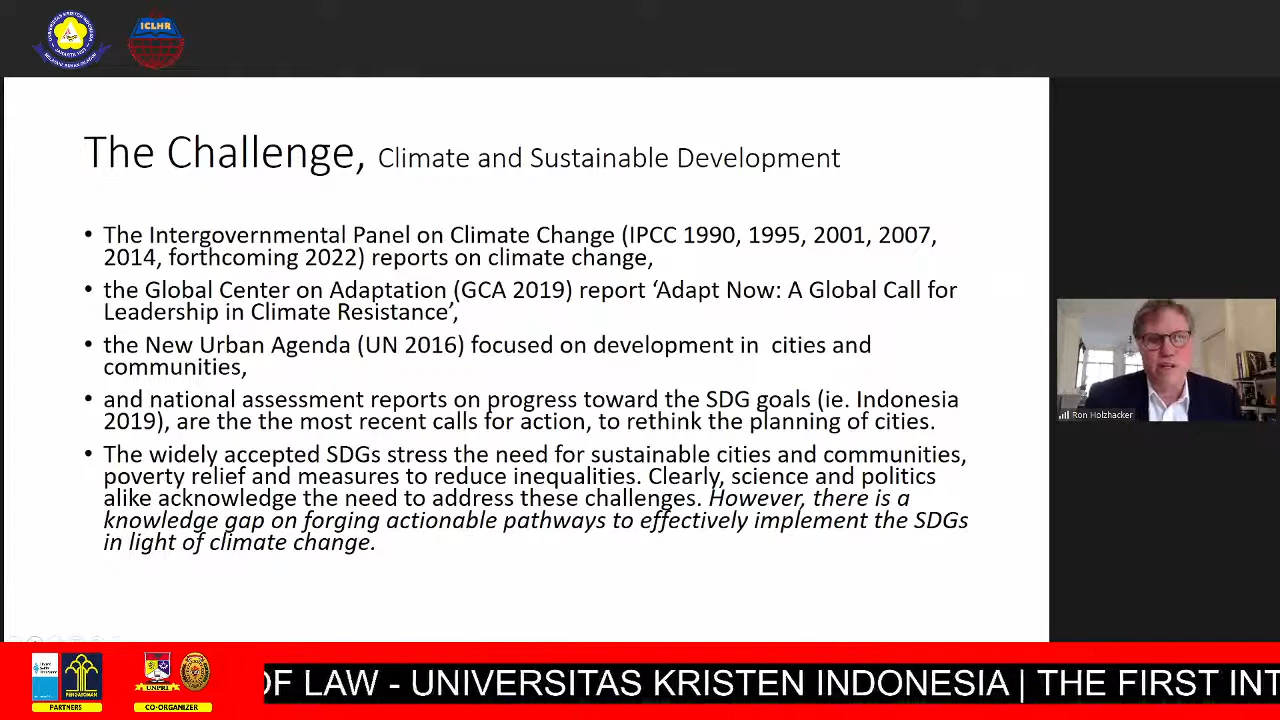 ICLHR
The Challenge, Climate and Sustainable Development
• The Intergovernmental Panel on Climate Change (IPCC 1990, 1995, 2001, 2007,
2014, forthcoming 2022) reports on climate change,
• the Global Center on Adaptation (GCA 2019) report ‘Adapt Now: A Global Call for
Leadership in Climate Resistance’,
• the New Urban Agenda (UN 2016) focused on development in  cities and
communities,
• and national assessment reports on progress toward the SDG goals (ie. Indonesia
2019), are the the most recent calls for action, to rethink the planning of cities.
• The widely accepted SDGs stress the need for sustainable cities and communities,
poverty relief and measures to reduce inequalities. Clearly, science and politics
alike acknowledge the need to address these challenges. However, there is a
knowledge gap on forging actionable pathways to effectively implement the SDGs
in light of climate change.
Ron Holzhacker
PENGAYOMAN
UNPRI
PARTNERS
CO-ORGANIZER
OF LAW - UNIVERSITAS KRISTEN INDONESIA | THE FIRST INT